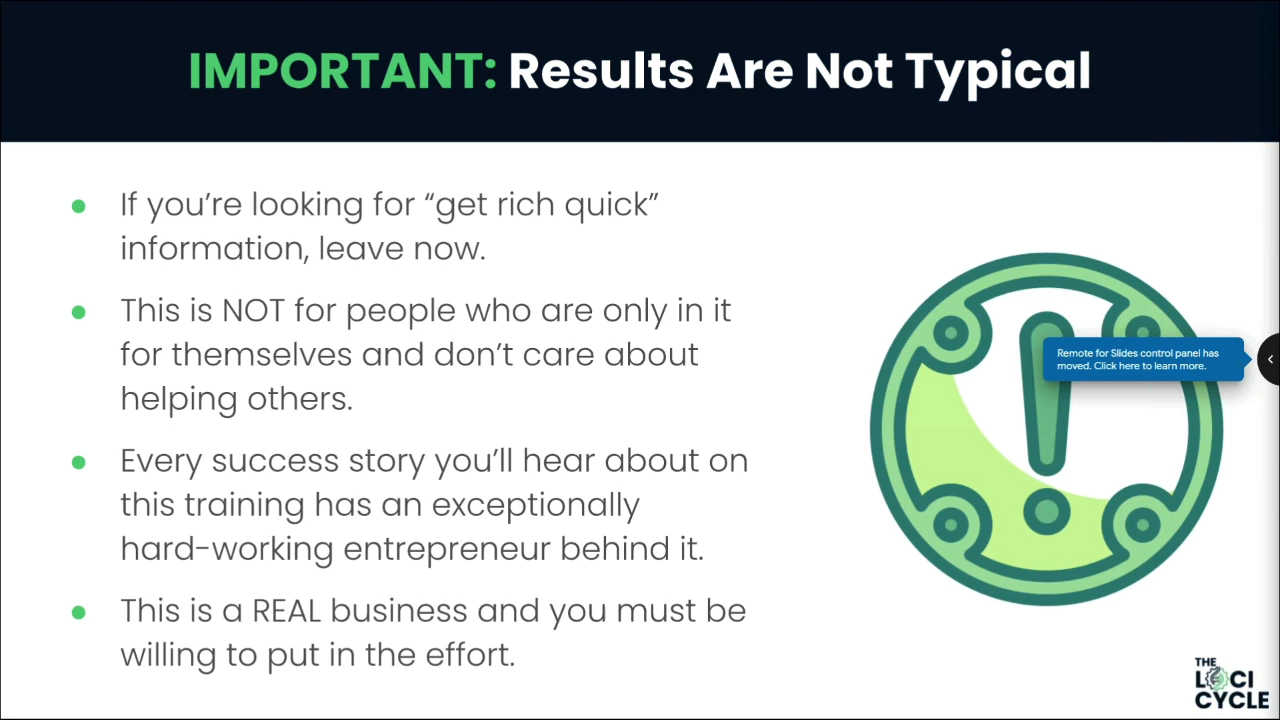 IMPORTANT: Results Are Not Typical
● If you’re looking for “get rich quick”
information, leave now.
● This is NOT for people who are only in it
for themselves and don’t care about
helping others.
● Every success story you’ll hear about on
this training has an exceptionally
hard-working entrepreneur behind it.
● This is a REAL business and you must be
willing to put in the effort.
Remote for Slides control panel has
moved. Click here to learn more.
THE
LOCI
CYCLE